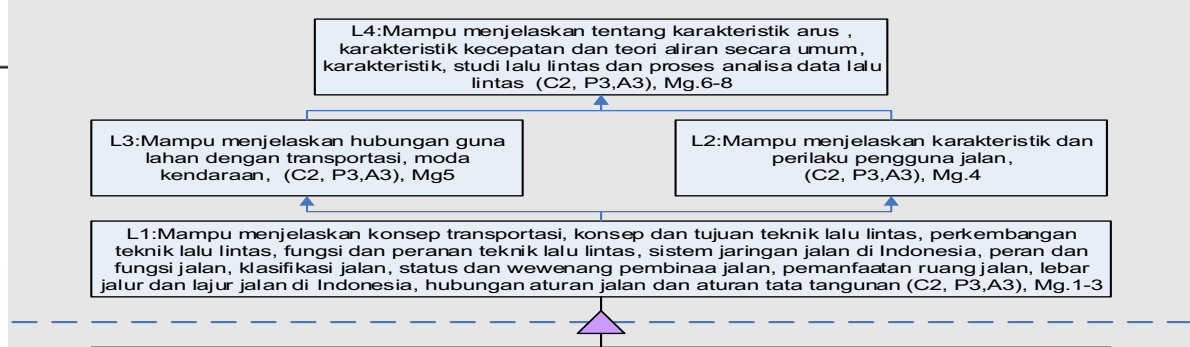 L4:Mampu menjelaskan tentang karakteristik arus ,
karakteristik kecepatan dan teori aliran secara umum,
karakteristik, studi lalu lintas dan proses analisa data lalu
lintas (C2, P3,A3), Mg.6-8
L3:Mampu menjelaskan hubungan guna
lahan dengan transportasi, moda
kendaraan, (C2, P3,A3), Mg5
L2:Mampu menjelaskan karakteristik dan
perilaku pengguna jalan,
(C2, P3,A3), Mg.4
L1:Mampu menjelaskan konsep transportasi, konsep dan tujuan teknik lalu lintas, perkembangan
teknik lalu lintas, fungsi dan peranan teknik lalu lintas, sistem jaringan jalan di Indonesia, peran dan
fungsi jalan, klasifikasi jalan, status dan wewenang pembinaa jalan, pemanfaatan ruang jalan, lebar
jalur dan lajur jalan di Indonesia, hubungan aturan jalan dan aturan tata tangunan (C2, P3,A3), Mg.1-3